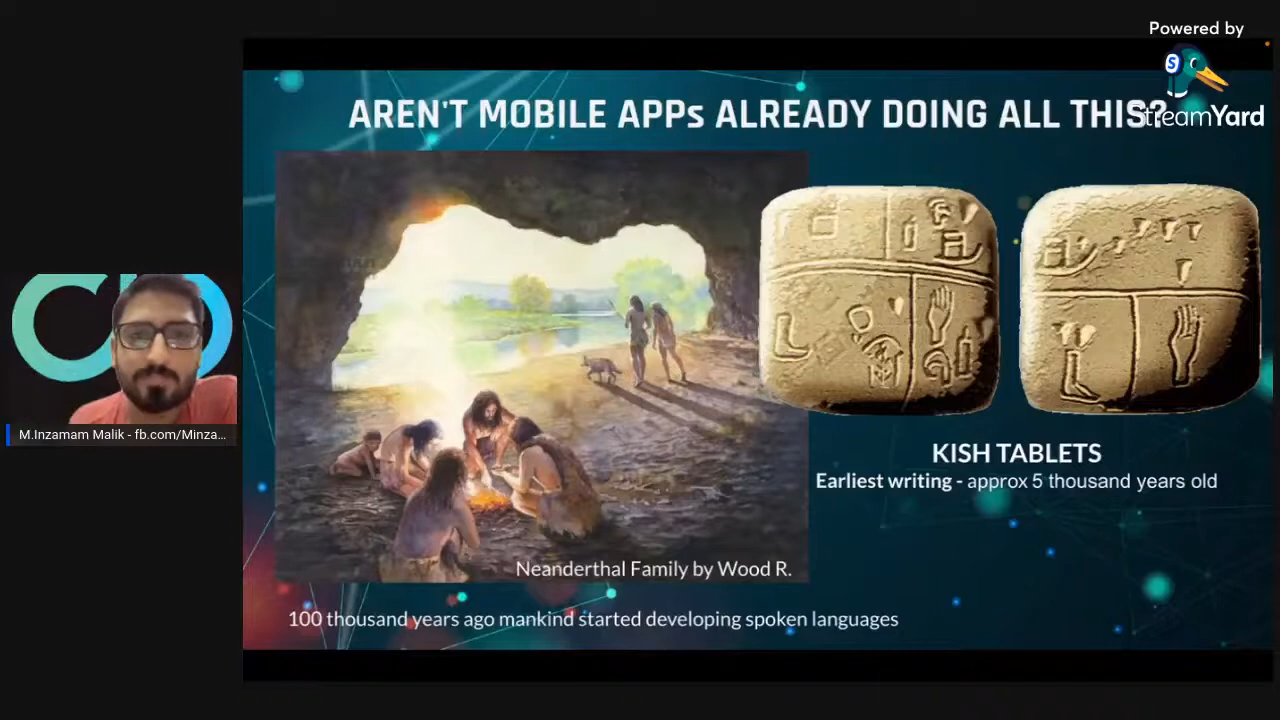 Powered by
StreamYard
AREN'T MOBILE APPs ALREADY DOING ALL THIS?
M.Inzamam Malik - fb.com/Minza...
KISH TABLETS
Earliest writing - approx 5 thousand years old
Neanderthal Family by Wood R.
100 thousand years ago mankind started developing spoken languages